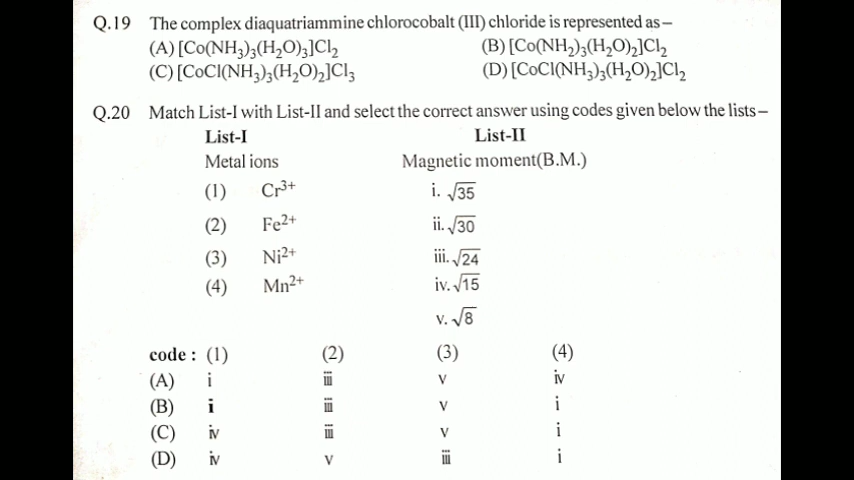 Q.19 The complex diaquatriammine chlorocobalt (III) chloride is represented as –
(A) [Co(NH₃)₃(H₂O)₃]Cl₂ (B) [Co(NH₂)₃(H₂O)₂]Cl₂
(C) [CoCl(NH₃)₃(H₂O)₂]Cl₃ (D) [CoCl(NH₃)₃(H₂O)₂]Cl₂
Q.20 Match List-I with List-II and select the correct answer using codes given below the lists –
List-I List-II
Metal ions Magnetic moment(B.M.)
(1) Cr³⁺ i. √35
(2) Fe²⁺ ii. √30
(3) Ni²⁺ iii. √24
(4) Mn²⁺ iv. √15
v. √8
code : (1) (2) (3) (4)
(A) i iii v iv
(B) i iii v i
(C) iv iii v i
(D) iv v iii i